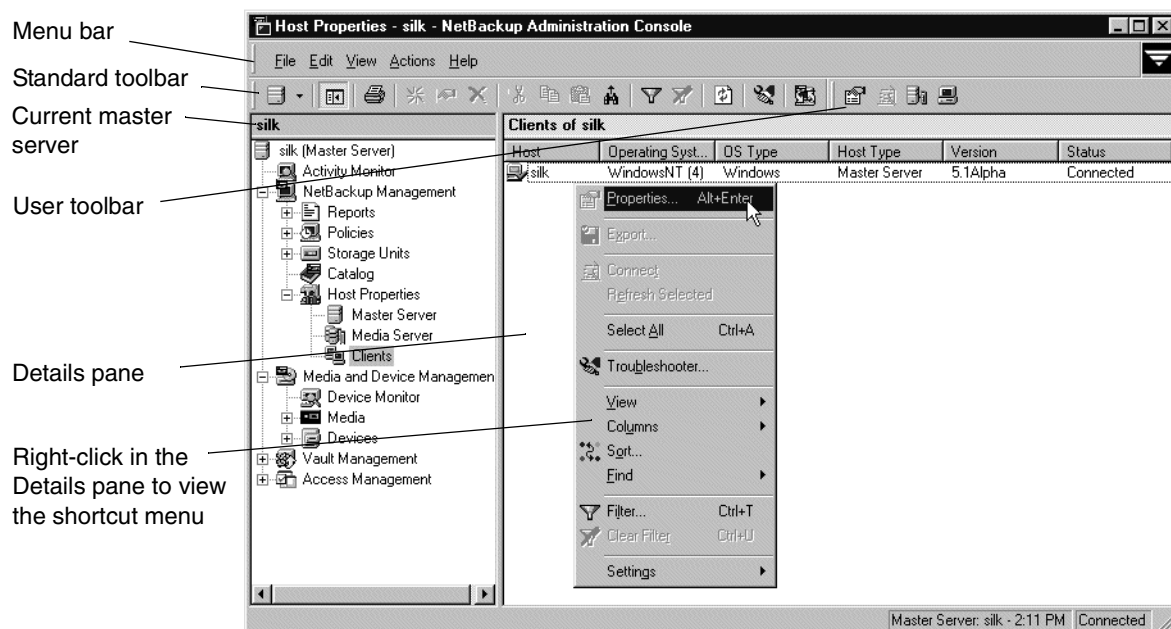 Menu bar
Standard toolbar
Current master
server
User toolbar
Details pane
Right-click in the
Details pane to view
the shortcut menu
Host Properties - silk - NetBackup Administration Console
File Edit View Actions Help
silk
silk (Master Server)
Activity Monitor
NetBackup Management
Reports
Policies
Storage Units
Catalog
Host Properties
Master Server
Media Server
Clients
Media and Device Managemen
Device Monitor
Media
Devices
Vault Management
Access Management
Clients of silk
Host Operating Syst... OS Type Host Type Version Status
silk WindowsNT (4) Windows Master Server 5.1Alpha Connected
Properties... Alt+Enter
Export...
Connect
Refresh Selected
Select All Ctrl+A
Troubleshooter...
View
Columns
Sort...
Find
Filter... Ctrl+T
Clear Filter Ctrl+U
Settings
Master Server: silk - 2:11 PM Connected